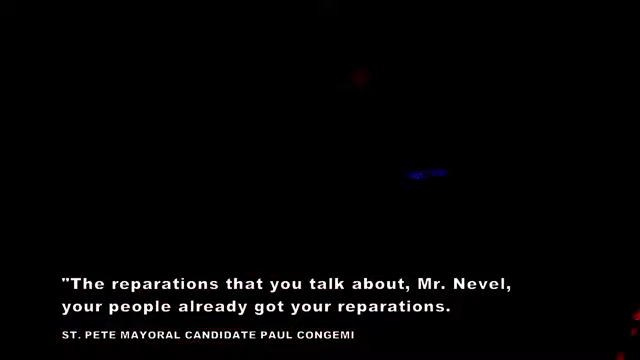 "The reparations that you talk about, Mr. Nevel,
your people already got your reparations.
ST. PETE MAYORAL CANDIDATE PAUL CONGEMI